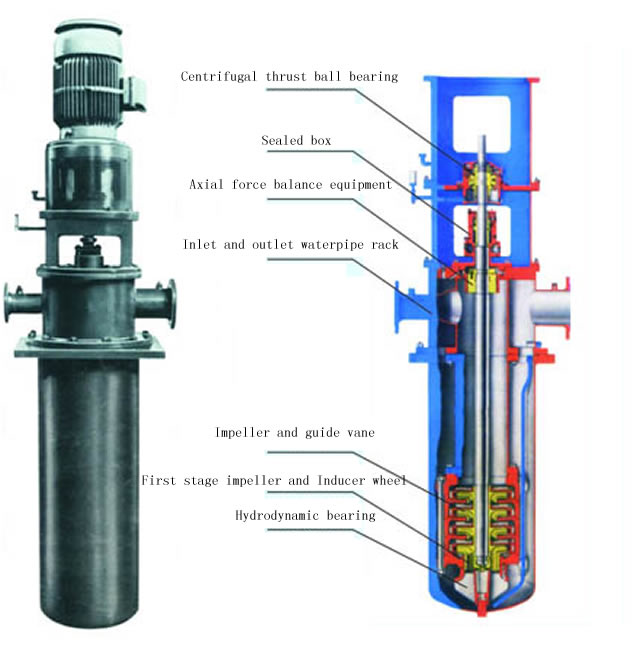 Centrifugal thrust ball bearing
Sealed box
Axial force balance equipment
Inlet and outlet waterpipe rack
Impeller and guide vane
First stage impeller and Inducer wheel
Hydrodynamic bearing